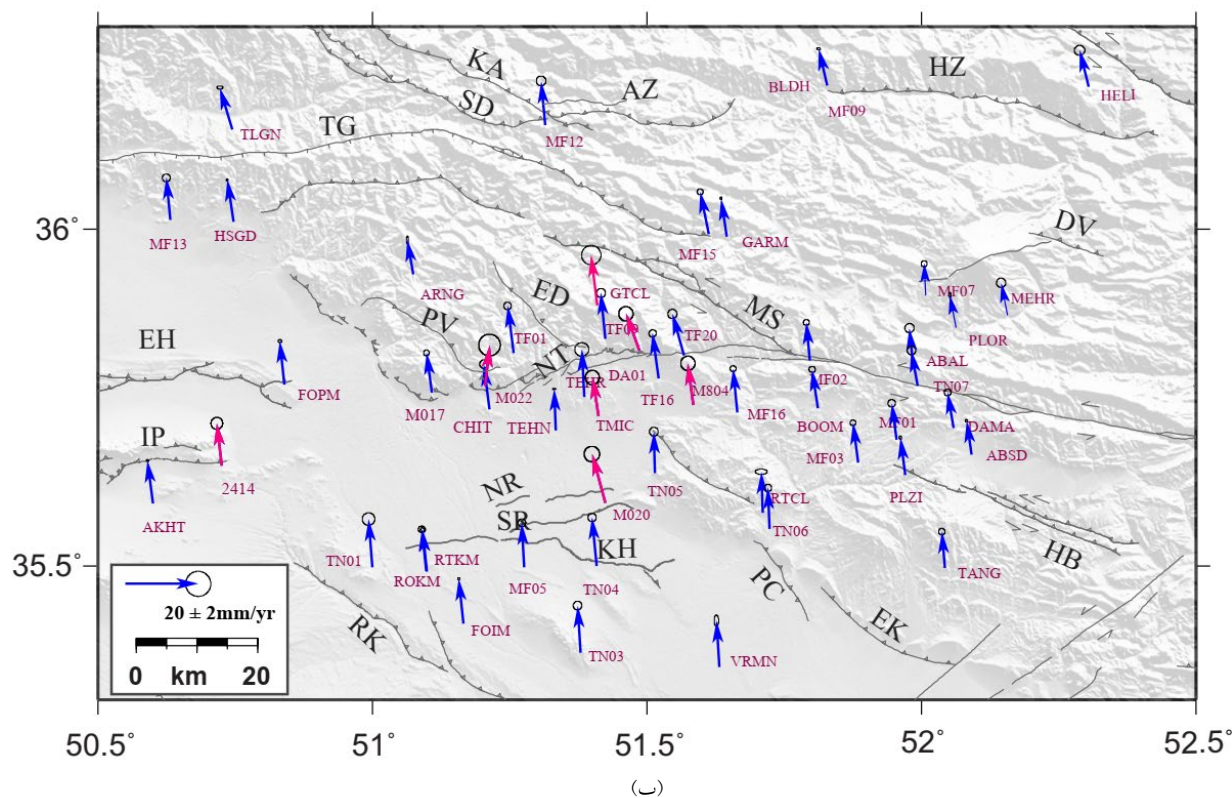 KA
HZ
BLDH
HELI
AZ
SD
MF09
TLGN
TG
MF12
36°
MF13
HSGD
MF15
GARM
DV
ARNG
GTCL
MF07
MEHR
ED
PV
TF01
TF09
TF20
MS
PLOR
EH
NT
ABAL
FOPM
M017
M022
TEHR
DA01
M804
MF02
TN07
CHIT
TEHN
TMIC
TF16
MF16
BOOM
MF01
DAMA
IP
2414
MF03
ABSD
AKHT
NR
M020
TN05
RTCL
PLZI
SR
TN06
35.5°
TN01
ROKM
RTKM
MF05
TN04
KH
PC
TANG
HB
20 ± 2mm/yr
FOIM
RK
TN03
VRMN
EK
0 km 20
50.5° 51° 51.5° 52° 52.5°
(ب)